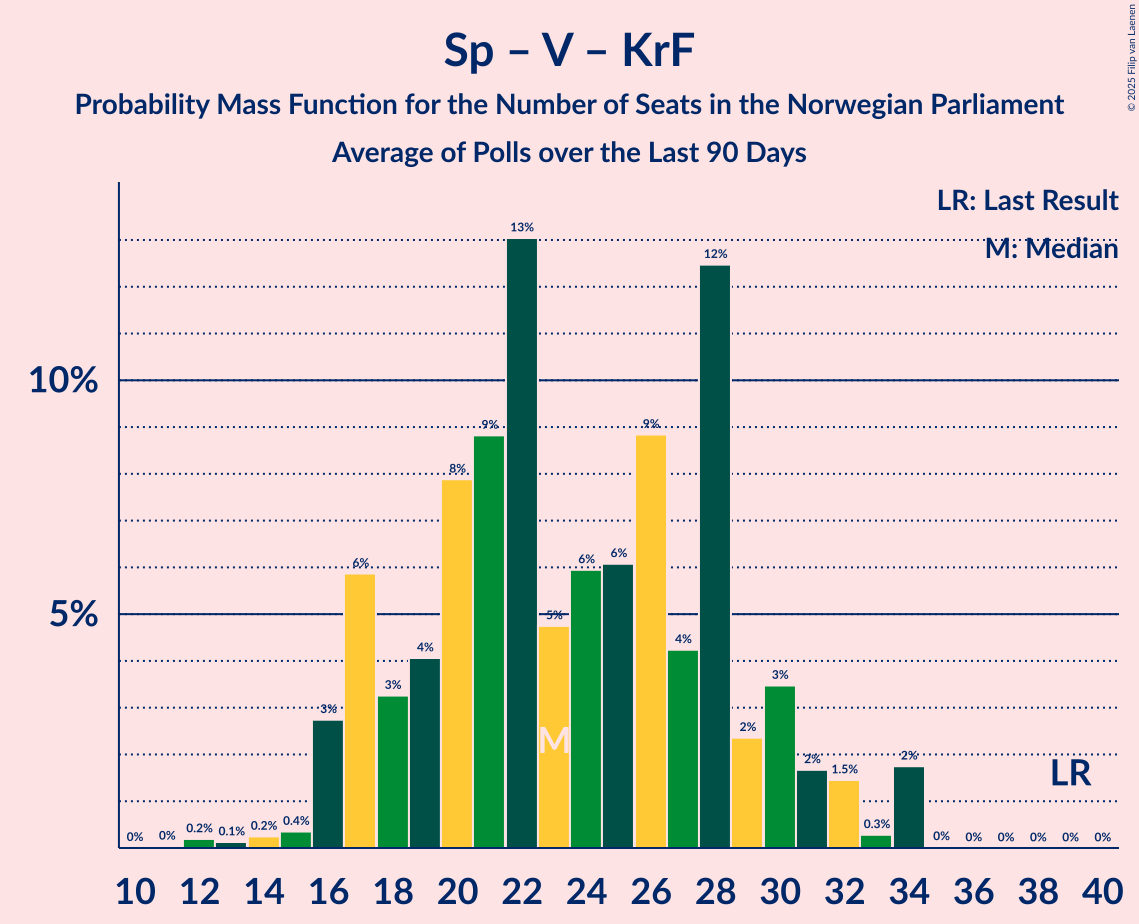 Sp – V – KrF
Probability Mass Function for the Number of Seats in the Norwegian Parliament
Average of Polls over the Last 90 Days
© 2025 Filip van Laenen
LR: Last Result
M: Median
10%
5%
0% 0% 0.2% 0.1% 0.2% 0.4% 3% 6% 3% 4% 8% 9% 13% 5% 6% 6% 9% 4% 12% 2% 3% 2% 1.5% 0.3% 2% 0% 0% 0% 0% 0% 0%
M
LR
10 12 14 16 18 20 22 24 26 28 30 32 34 36 38 40